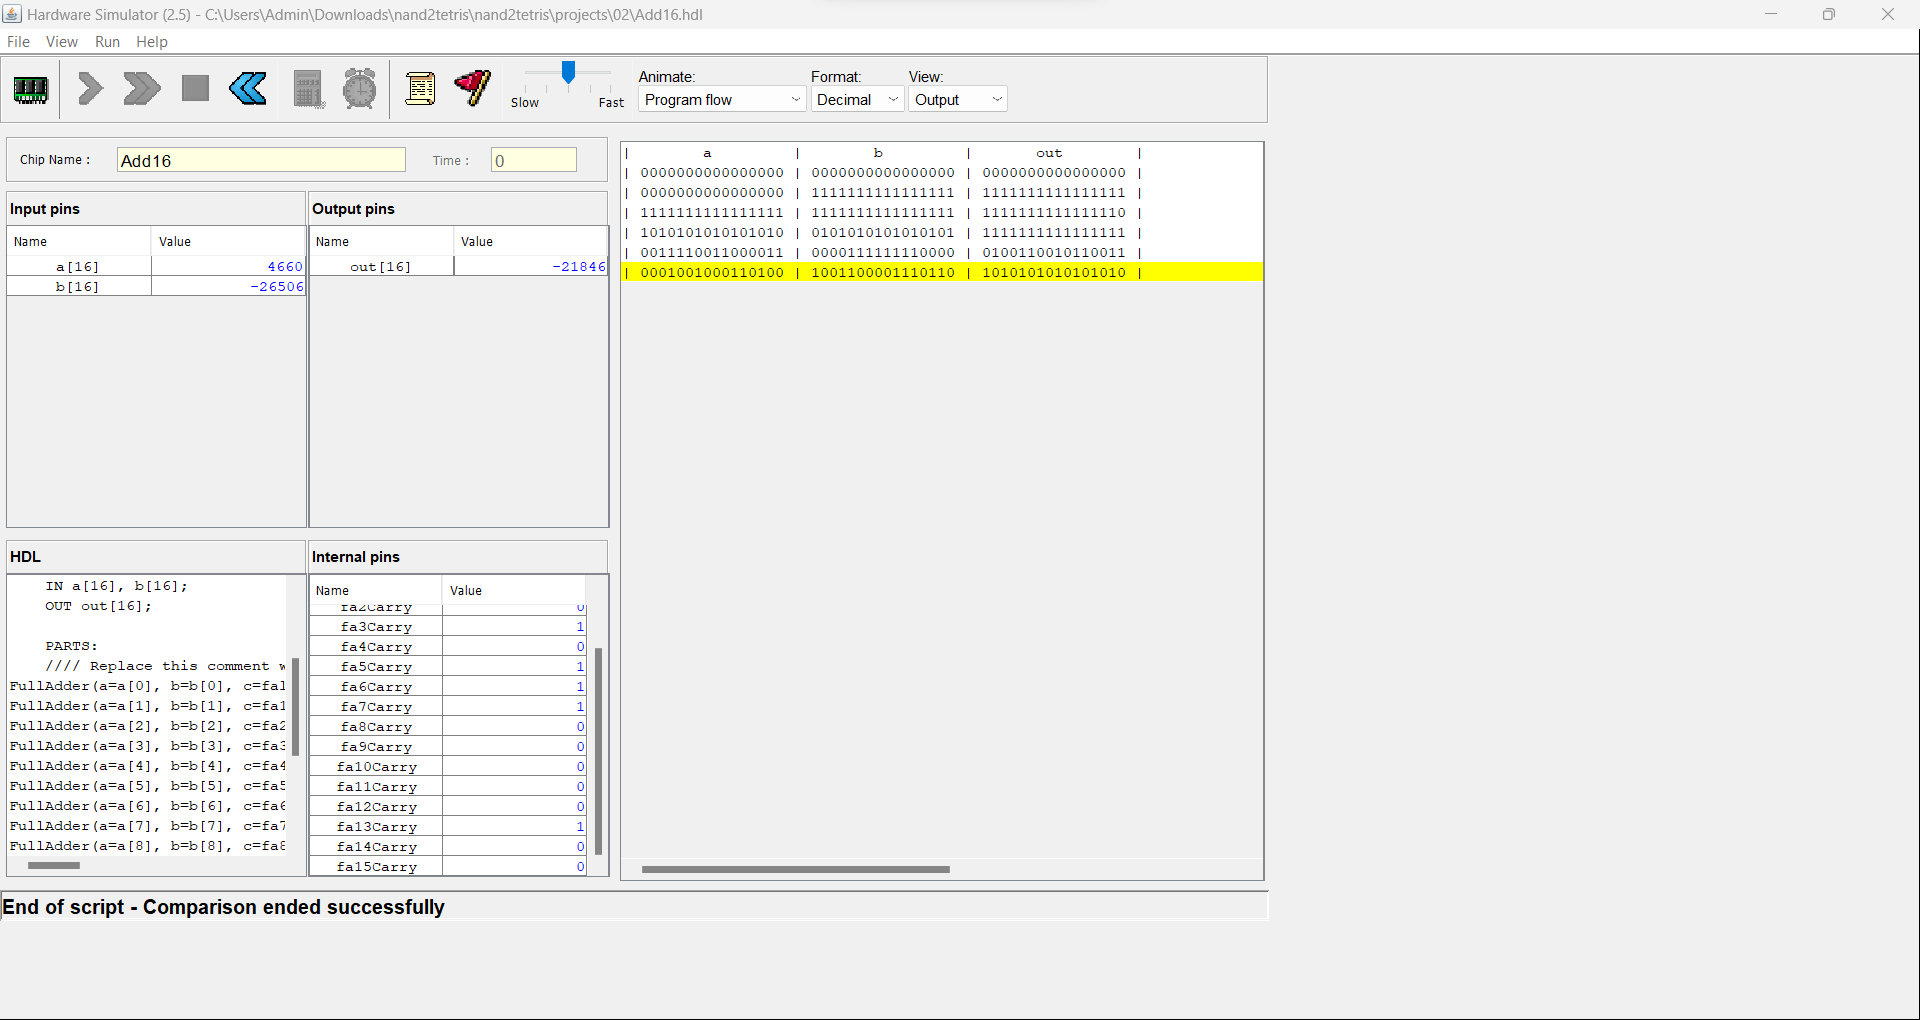 Hardware Simulator (2.5) - C:\Users\Admin\Downloads\nand2tetris\nand2tetris\projects\02\Add16.hdl
File View Run Help
Slow Fast
Animate:
Program flow
Format:
Decimal
View:
Output
Chip Name :
Add16
Time :
0
Input pins
Name Value
a[16] 4660
b[16] -26506
Output pins
Name Value
out[16] -21846
| a | b | out |
| 0000000000000000 | 0000000000000000 | 0000000000000000 |
| 0000000000000000 | 1111111111111111 | 1111111111111111 |
| 1111111111111111 | 1111111111111111 | 1111111111111110 |
| 1010101010101010 | 0101010101010101 | 1111111111111111 |
| 0011110011000011 | 0000111111110000 | 0100110010110011 |
| 0001001000110100 | 1001100001110110 | 1010101010101010 |
HDL
IN a[16], b[16];
OUT out[16];
PARTS:
//// Replace this comment w
FullAdder(a=a[0], b=b[0], c=fa1
FullAdder(a=a[1], b=b[1], c=fa1
FullAdder(a=a[2], b=b[2], c=fa2
FullAdder(a=a[3], b=b[3], c=fa3
FullAdder(a=a[4], b=b[4], c=fa4
FullAdder(a=a[5], b=b[5], c=fa5
FullAdder(a=a[6], b=b[6], c=fa6
FullAdder(a=a[7], b=b[7], c=fa7
FullAdder(a=a[8], b=b[8], c=fa8
Internal pins
Name Value
fa2Carry 0
fa3Carry 1
fa4Carry 0
fa5Carry 1
fa6Carry 1
fa7Carry 1
fa8Carry 0
fa9Carry 0
fa10Carry 0
fa11Carry 0
fa12Carry 0
fa13Carry 1
fa14Carry 0
fa15Carry 0
End of script - Comparison ended successfully